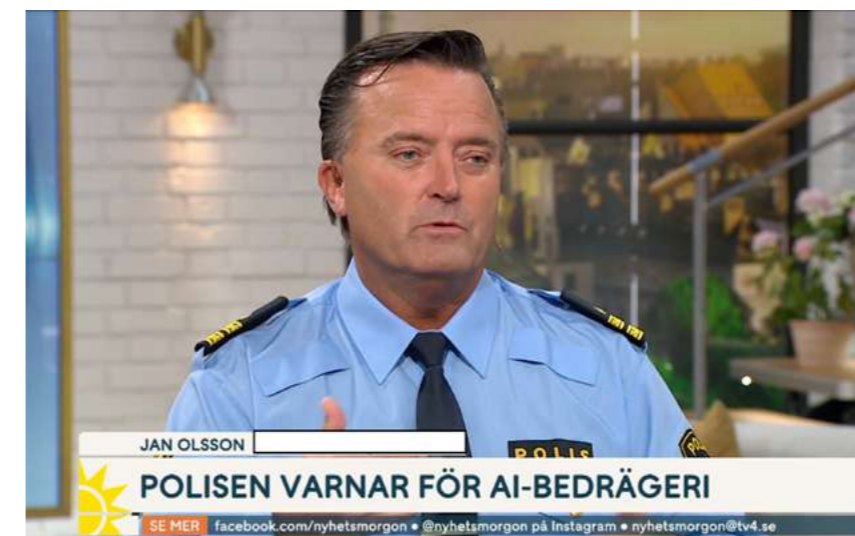 POLIS
JAN OLSSON
POLISEN VARNAR FÖR AI-BEDRÄGERI
SE MER facebook.com/nyhetsmorgon • @nyhetsmorgon på Instagram • nyhetsmorgon@tv4.se